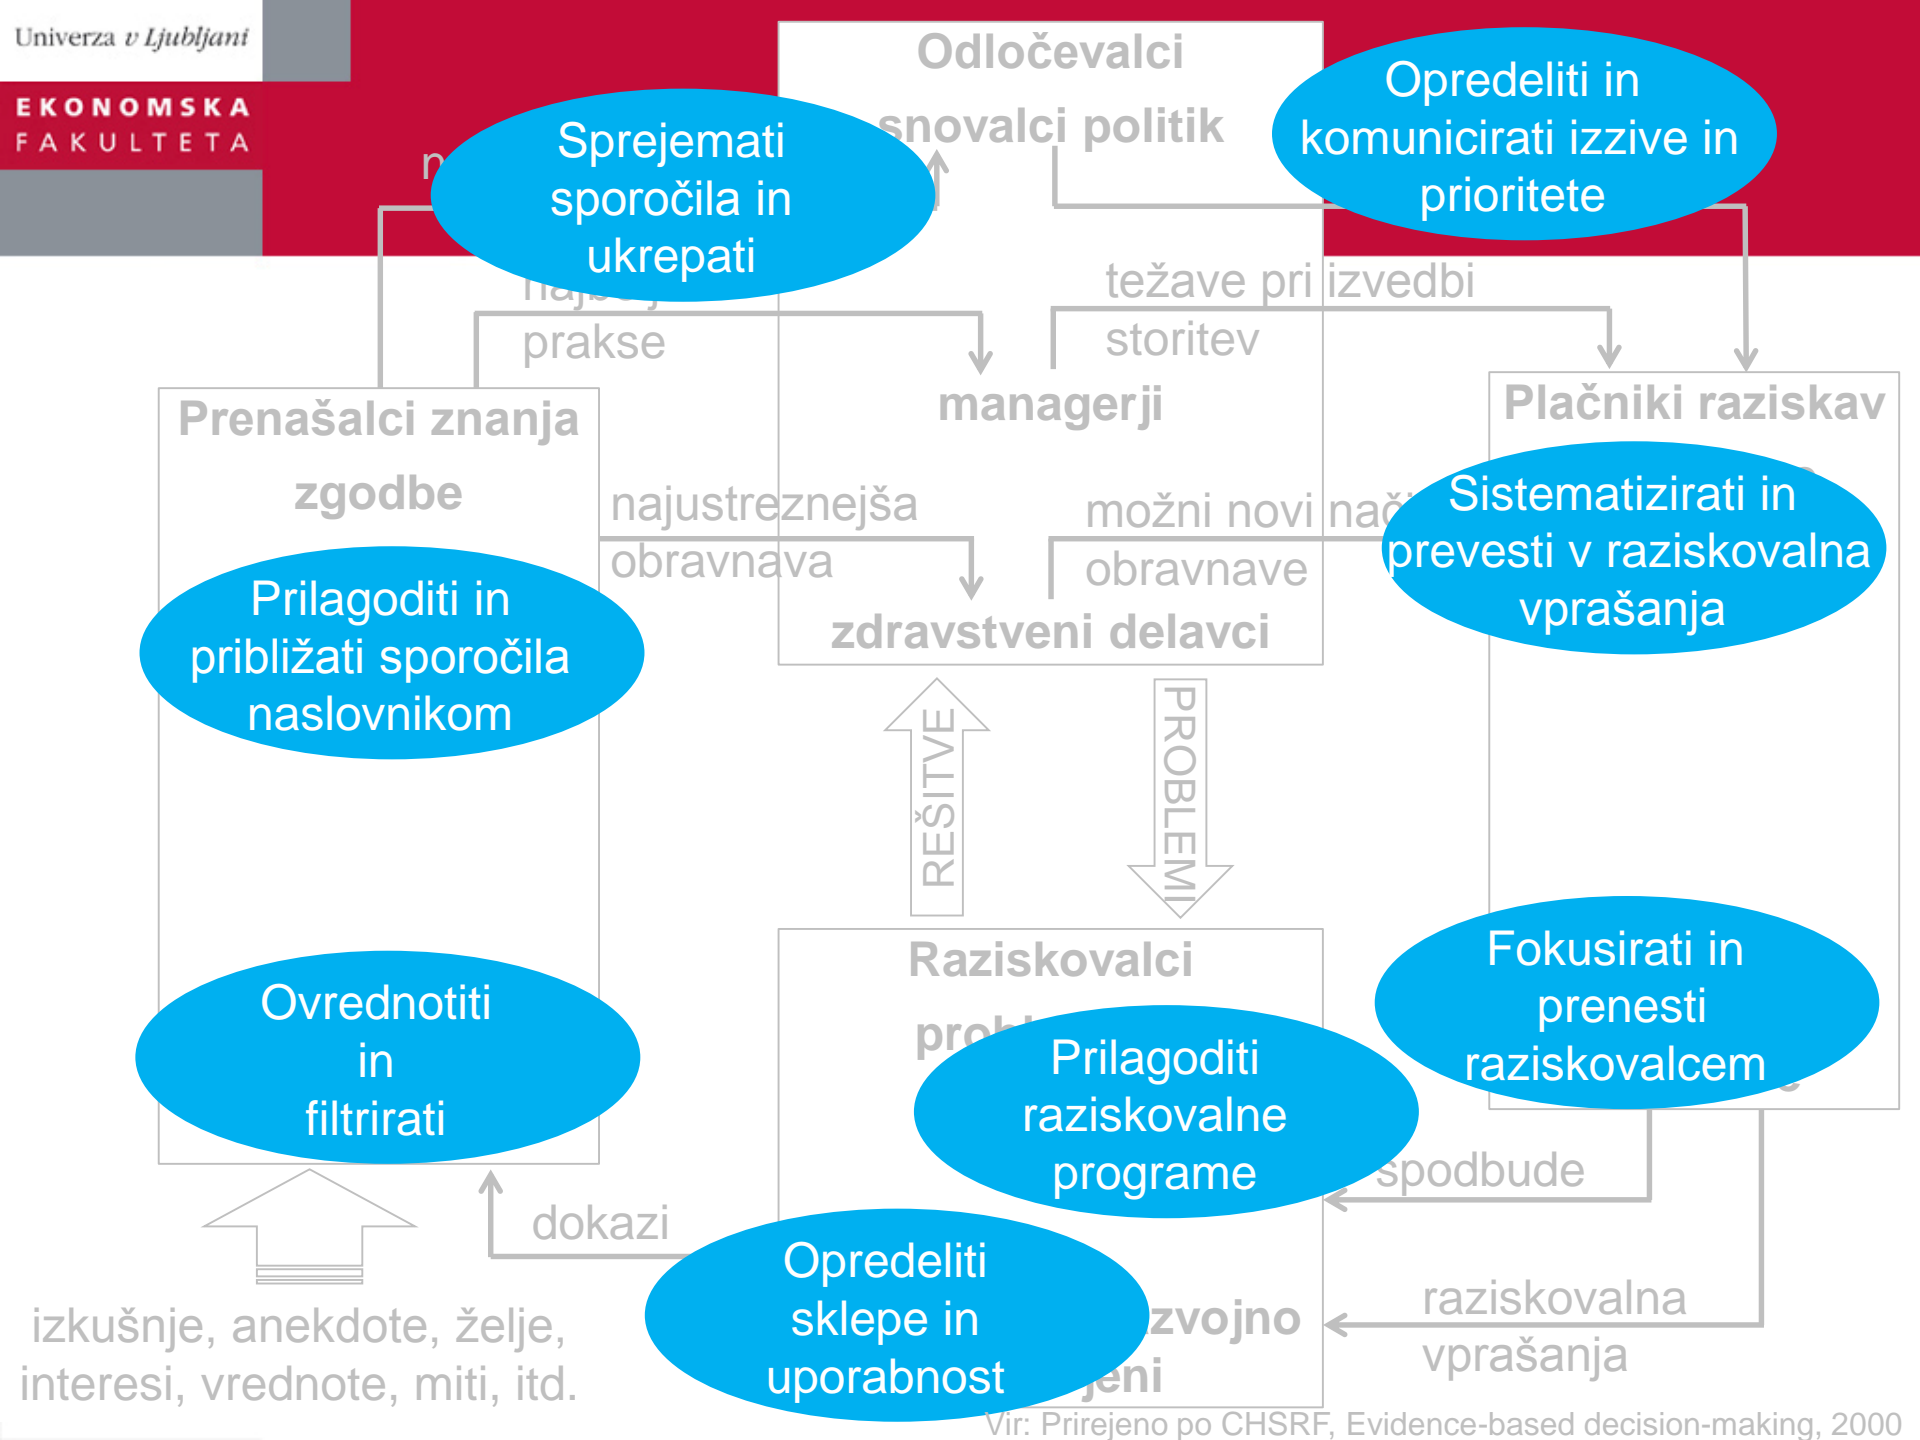 Univerza v Ljubljani
EKONOMSKA
FAKULTETA
Odločevalci
snovalci politik
Opredeliti in
komunicirati izzive in
prioritete
Sprejemati
sporočila in
ukrepati
prakse
težave pri izvedbi
storitev
managerji
Prenašalci znanja
zgodbe
Plačniki raziskav
Sistematizirati in
prevesti v raziskovalna
vprašanja
najustreznejša
obravnava
možni novi
obravnave
zdravstveni delavci
Prilagoditi in
približati sporočila
naslovnikom
REŠITVE
PROBLEMI
Raziskovalci
Fokusirati in
prenesti
raziskovalcem
Ovrednotiti
in
filtrirati
Prilagoditi
raziskovalne
programe
spodbude
dokazi
Opredeliti
sklepe in
uporabnost
raziskovalna
vprašanja
izkušnje, anekdote, želje,
interesi, vrednote, miti, itd.
Vir: Prirejeno po CHSRF, Evidence-based decision-making, 2000